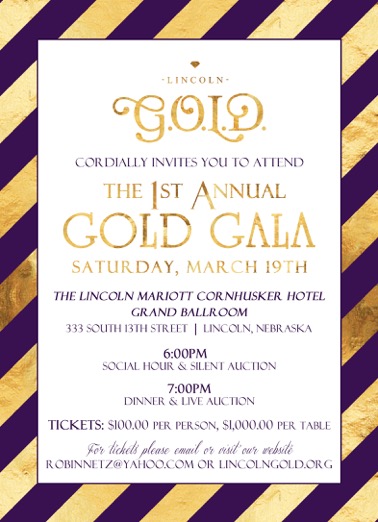 -LINCOLN-
G.O.L.D.
CORDIALLY INVITES YOU TO ATTEND
THE 1ST ANNUAL
GOLD GALA
SATURDAY, MARCH 19TH
THE LINCOLN MARIOTT CORNHUSKER HOTEL
GRAND BALLROOM
333 SOUTH 13TH STREET | LINCOLN, NEBRASKA
6:00PM
SOCIAL HOUR & SILENT AUCTION
7:00PM
DINNER & LIVE AUCTION
TICKETS: $100.00 PER PERSON, $1,000.00 PER TABLE
For tickets please email or visit our website
ROBINNETZ@YAHOO.COM OR LINCOLNGOLD.ORG